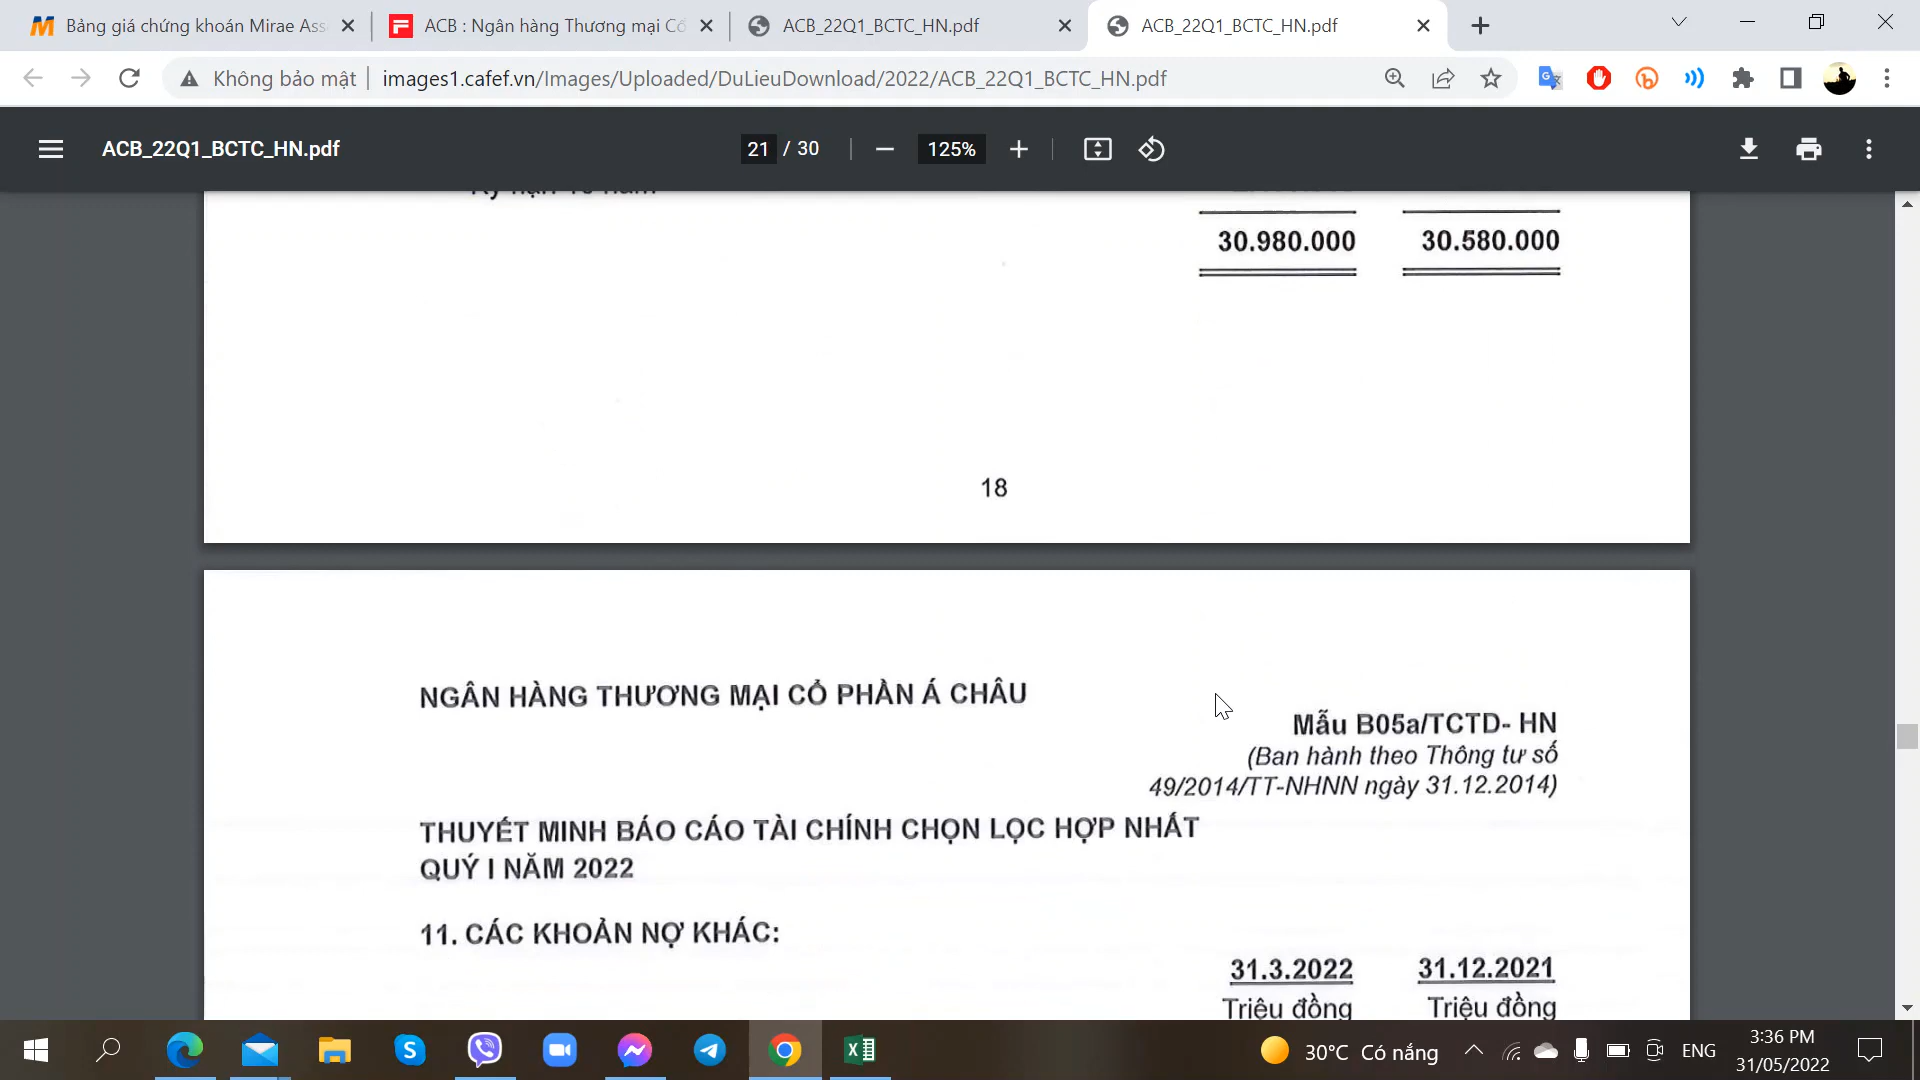 Bảng giá chứng khoán Mirae Ass
ACB : Ngân hàng Thương mại Cổ
ACB_22Q1_BCTC_HN.pdf
ACB_22Q1_BCTC_HN.pdf
Không bảo mật
images1.cafef.vn/Images/Uploaded/DuLieuDownload/2022/ACB_22Q1_BCTC_HN.pdf
ACB_22Q1_BCTC_HN.pdf
21 / 30
125%
30.980.000 30.580.000
18
NGÂN HÀNG THƯƠNG MẠI CỔ PHẦN Á CHÂU
Mẫu B05a/TCTD- HN
(Ban hành theo Thông tư số
49/2014/TT-NHNN ngày 31.12.2014)
THUYẾT MINH BÁO CÁO TÀI CHÍNH CHỌN LỌC HỢP NHẤT
QUÝ I NĂM 2022
11. CÁC KHOẢN NỢ KHÁC:
31.3.2022 31.12.2021
Triệu đồng Triệu đồng
30°C Có nắng
ENG
3:36 PM
31/05/2022